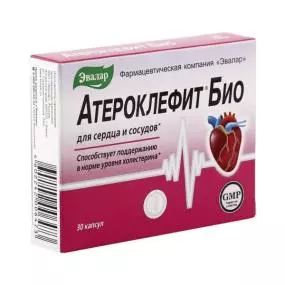 Эвалар
Фармацевтическая компания "Эвалар"
АТЕРОКЛЕФИТ® БИО
для сердца и сосудов*
Способствует поддержанию
в норме уровня холестерина*
GMP
30 капсул